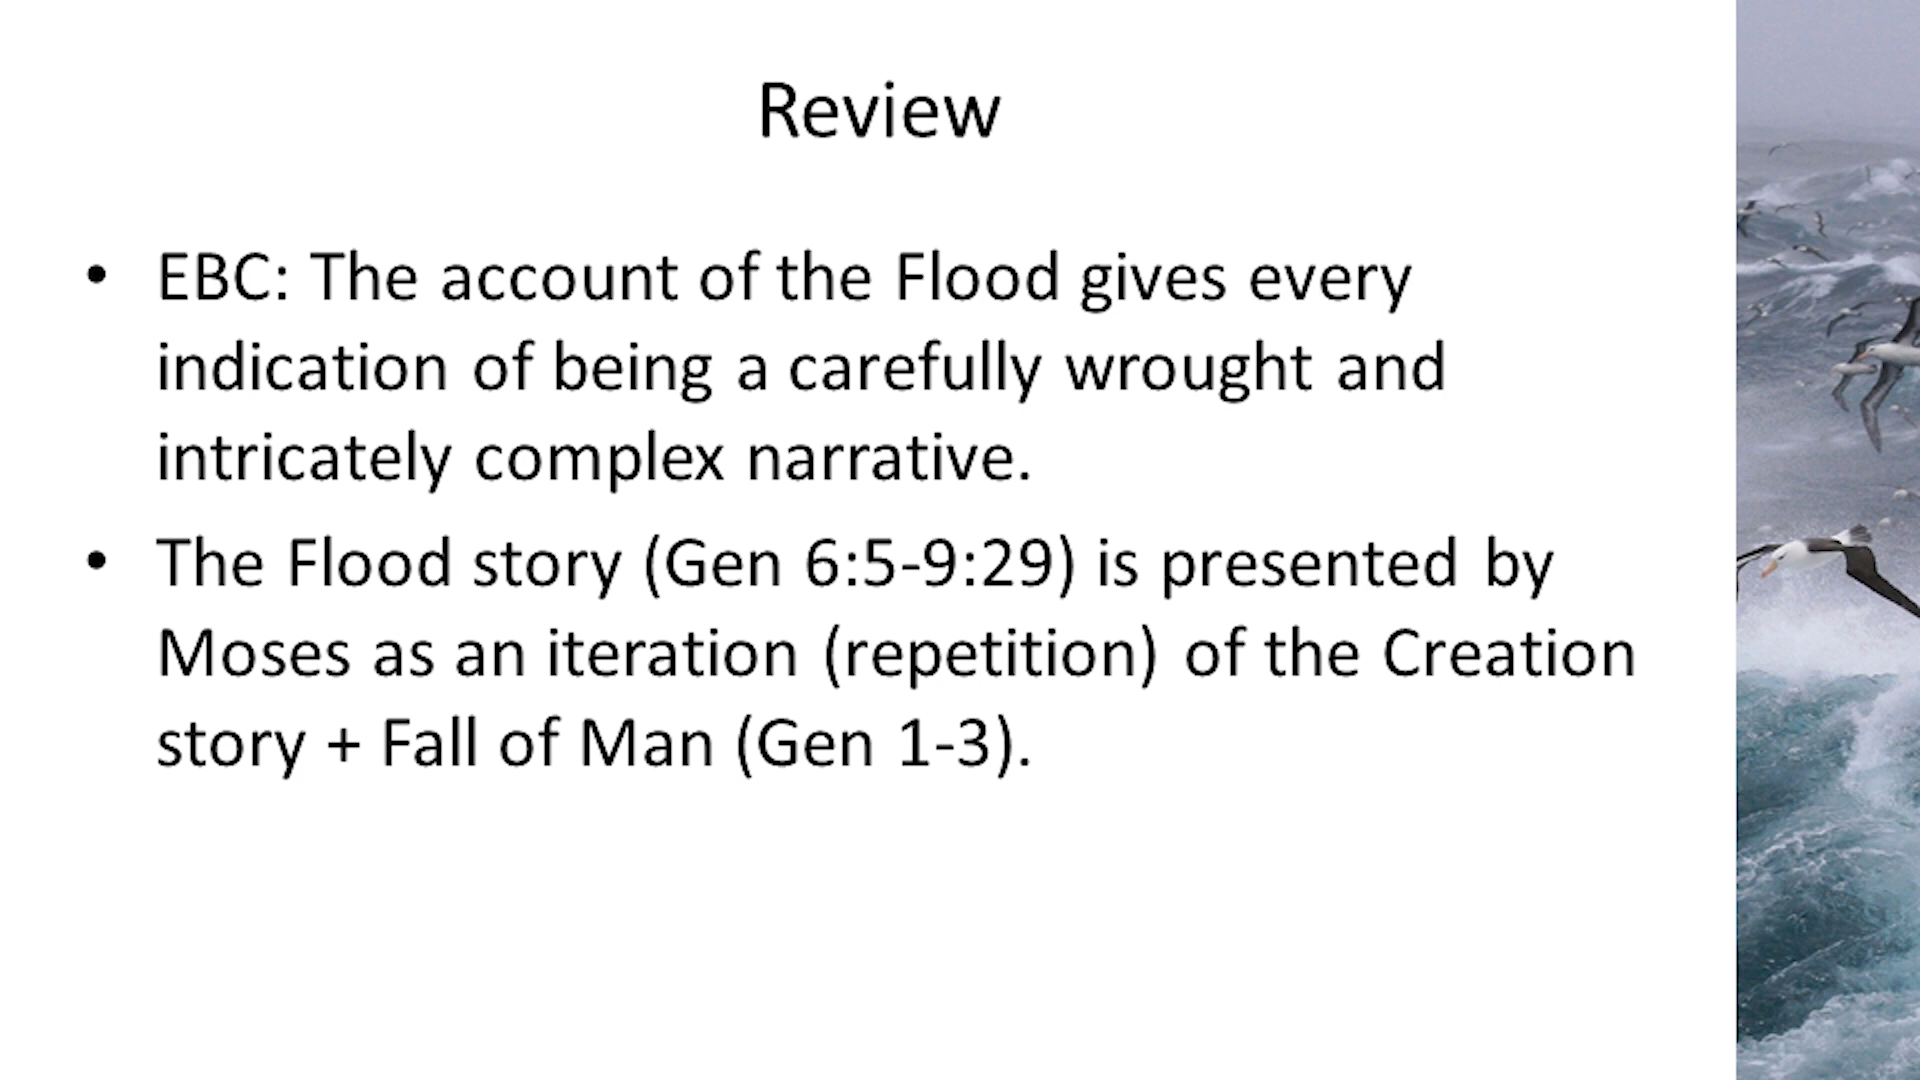 Review
• EBC: The account of the Flood gives every
indication of being a carefully wrought and
intricately complex narrative.
• The Flood story (Gen 6:5-9:29) is presented by
Moses as an iteration (repetition) of the Creation
story + Fall of Man (Gen 1-3).